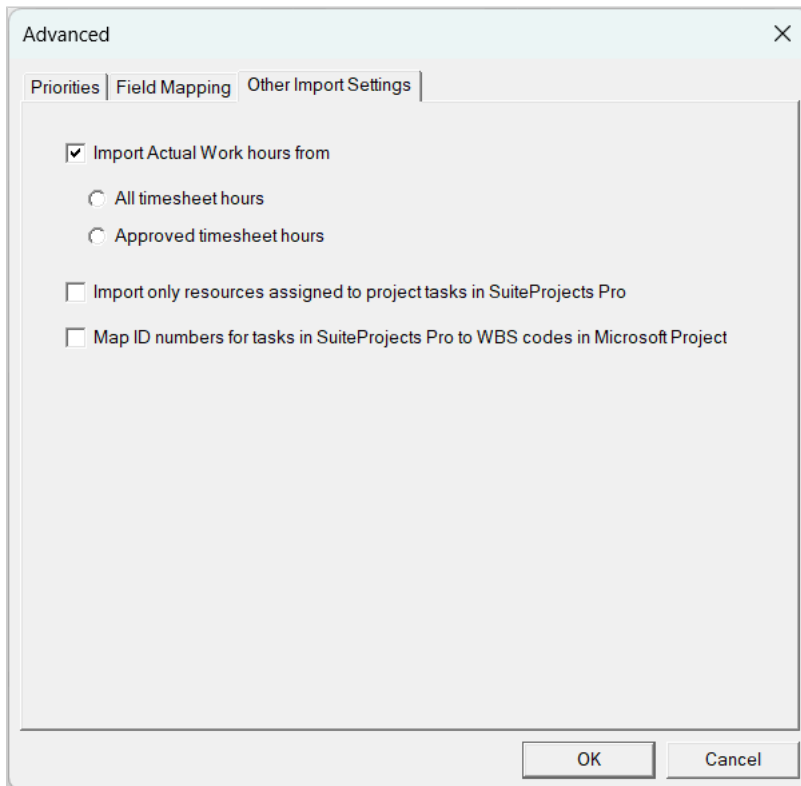 Advanced
Priorities Field Mapping Other Import Settings
Import Actual Work hours from
All timesheet hours
Approved timesheet hours
Import only resources assigned to project tasks in SuiteProjects Pro
Map ID numbers for tasks in SuiteProjects Pro to WBS codes in Microsoft Project
OK Cancel